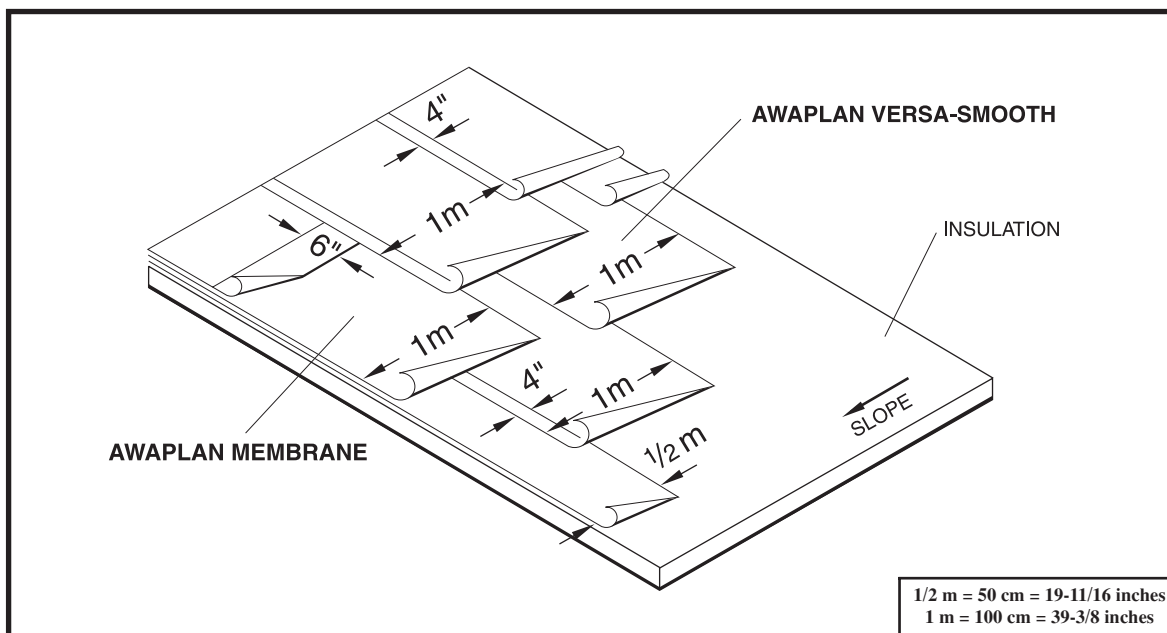 4"
AWAPLAN VERSA-SMOOTH
1m
INSULATION
6"
1m
1m
4"
1m
SLOPE
AWAPLAN MEMBRANE
1/2 m
1/2 m = 50 cm = 19-11/16 inches
1 m = 100 cm = 39-3/8 inches